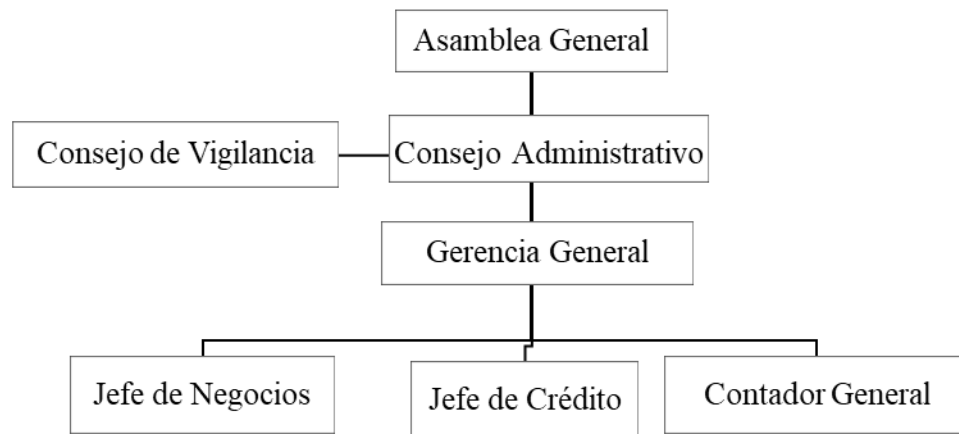 Asamblea General
Consejo de Vigilancia
Consejo Administrativo
Gerencia General
Jefe de Negocios
Jefe de Crédito
Contador General